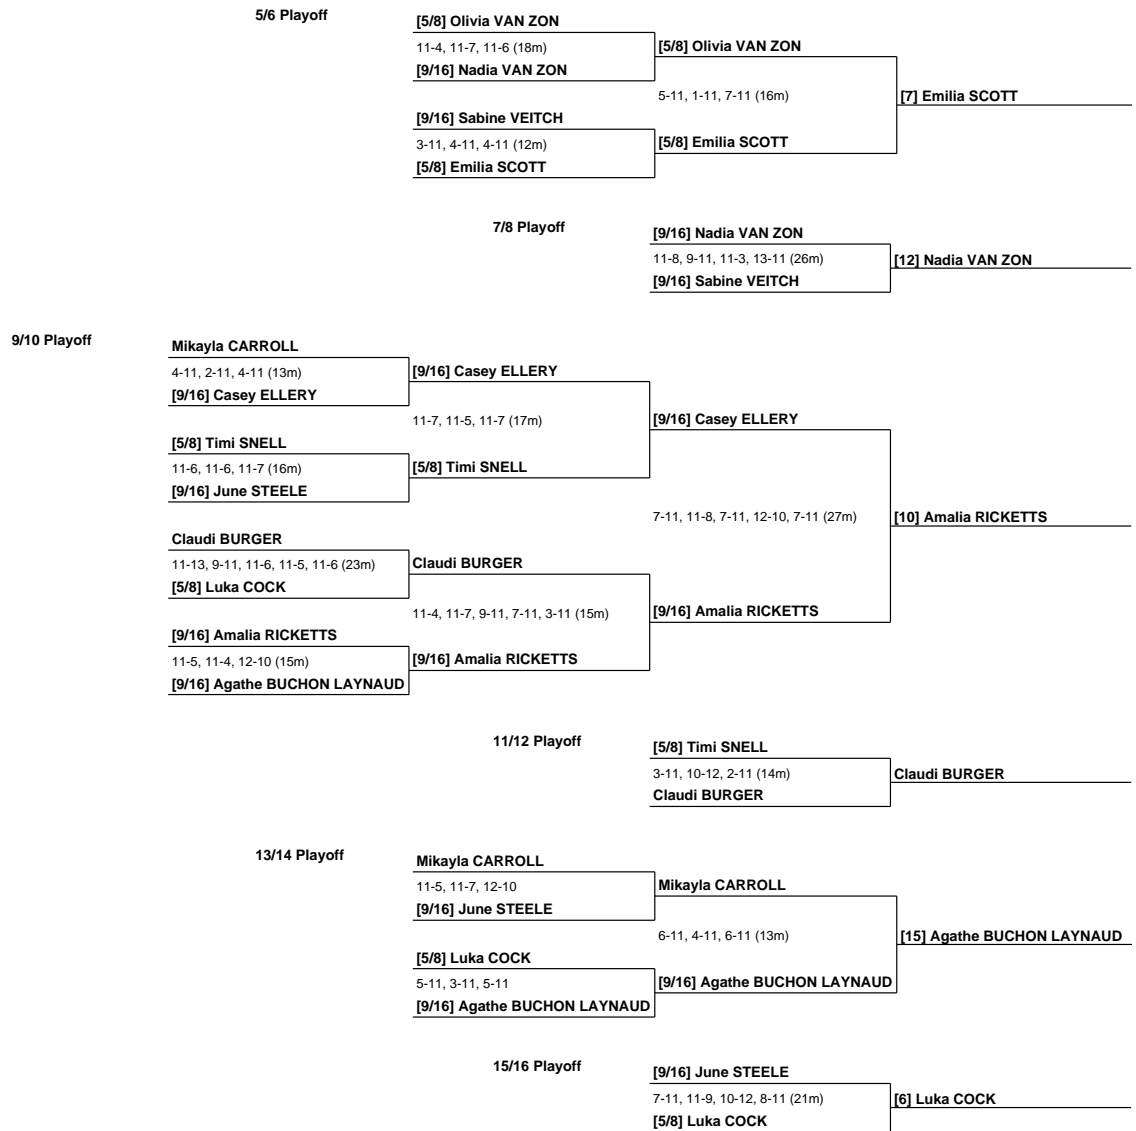 5/6 Playoff
[5/8] Olivia VAN ZON
11-4, 11-7, 11-6 (18m)
[5/8] Olivia VAN ZON
[9/16] Nadia VAN ZON
5-11, 1-11, 7-11 (16m)
[7] Emilia SCOTT
[9/16] Sabine VEITCH
3-11, 4-11, 4-11 (12m)
[5/8] Emilia SCOTT
[5/8] Emilia SCOTT
7/8 Playoff
[9/16] Nadia VAN ZON
11-8, 9-11, 11-3, 13-11 (26m)
[12] Nadia VAN ZON
[9/16] Sabine VEITCH
9/10 Playoff
Mikayla CARROLL
4-11, 2-11, 4-11 (13m)
[9/16] Casey ELLERY
[9/16] Casey ELLERY
11-7, 11-5, 11-7 (17m)
[9/16] Casey ELLERY
[5/8] Timi SNELL
11-6, 11-6, 11-7 (16m)
[5/8] Timi SNELL
[9/16] June STEELE
7-11, 11-8, 7-11, 12-10, 7-11 (27m)
[10] Amalia RICKETTS
Claudi BURGER
11-13, 9-11, 11-6, 11-5, 11-6 (23m)
Claudi BURGER
[5/8] Luka COCK
11-4, 11-7, 9-11, 7-11, 3-11 (15m)
[9/16] Amalia RICKETTS
[9/16] Amalia RICKETTS
11-5, 11-4, 12-10 (15m)
[9/16] Amalia RICKETTS
[9/16] Agathe BUCHON LAYNAUD
11/12 Playoff
[5/8] Timi SNELL
3-11, 10-12, 2-11 (14m)
Claudi BURGER
Claudi BURGER
13/14 Playoff
Mikayla CARROLL
11-5, 11-7, 12-10
Mikayla CARROLL
[9/16] June STEELE
6-11, 4-11, 6-11 (13m)
[15] Agathe BUCHON LAYNAUD
[5/8] Luka COCK
5-11, 3-11, 5-11
[9/16] Agathe BUCHON LAYNAUD
[9/16] Agathe BUCHON LAYNAUD
15/16 Playoff
[9/16] June STEELE
7-11, 11-9, 10-12, 8-11 (21m)
[6] Luka COCK
[5/8] Luka COCK